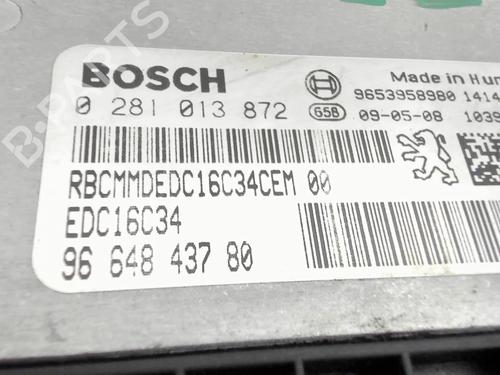 BOSCH
Made in Hun
0 281 013 872
9653958980 1414
65B 09-05-08 1039
RBCMMDEDC16C34CEM 00
EDC16C34
96 648 437 80
B-PARTS